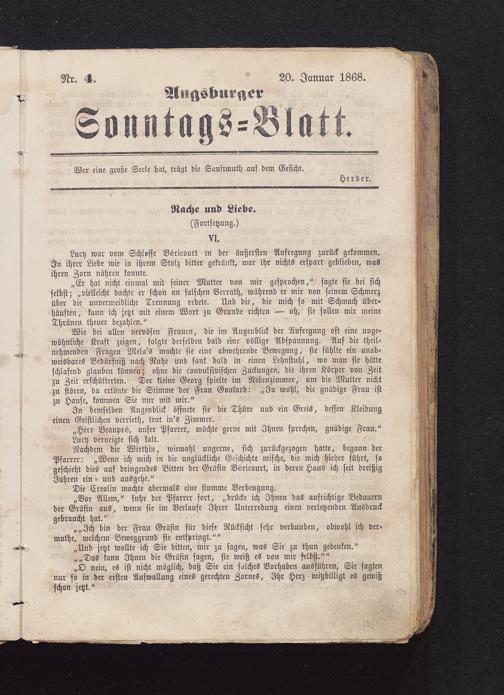 Nr. 4.
20. Januar 1868.
Augsburger
Sonntags=Blatt.
Wer eine große Seele hat, trägt die Sanftmuth auf dem Gesicht.
Herder.
Rache und Liebe.
(Fortsetzung.)
VI.
Lucy war vom Schlosse Béricourt in der äußersten Aufregung zurück gekommen.
In ihrer Liebe wie in ihrem Stolz bitter gekränkt, war ihr nichts erspart geblieben, was
ihren Zorn nähren konnte.
„Er hat nicht einmal mit seiner Mutter von mir gesprochen,“ sagte sie bei sich
selbst; „vielleicht dachte er schon an falschen Verrath, während er mir von seinem Schmerz
über die unvermeidliche Trennung redete. Und die, die mich so mit Schmach über-
häuften, kann ich jetzt mit einem Wort zu Grunde richten — oh, sie sollen mir meine
Thränen theuer bezahlen.“
Wie bei allen nervösen Frauen, die im Augenblick der Aufregung oft eine unge-
wöhnliche Kraft zeigen, folgte derselben bald eine völlige Abspannung. Auf die theil-
nehmenden Fragen Mela's machte sie eine abwehrende Bewegung, sie fühlte ein unab-
weisbares Bedürfniß nach Ruhe und sank bald in einen Lehnstuhl, wo man sie hätte
schlafend glauben können; ohne die convulsivischen Zuckungen, die ihren Körper von Zeit
zu Zeit erschütterten. Der kleine Georg spielte im Nebenzimmer, um die Mutter nicht
zu stören, da ertönte die Stimme der Frau Goulard: „Ja wohl, die gnädige Frau ist
zu Hause, kommen Sie nur mit mir.“
In demselben Augenblick öffnete sie die Thüre und ein Greis, dessen Kleidung
einen Geistlichen verrieth, trat in's Zimmer.
„Herr Beaupré, unser Pfarrer, möchte gerne mit Ihnen sprechen, gnädige Frau.“
Lucy verneigte sich kalt.
Nachdem die Wirthin, wiewohl ungerne, sich zurückgezogen hatte, begann der
Pfarrer: „Wenn ich mich in die unglückliche Geschichte mische, die mich hieher führt, so
geschieht dies auf dringendes Bitten der Gräfin Béricourt, in deren Haus ich seit dreißig
Jahren ein- und ausgehe.“
Die Creolin machte abermals eine stumme Verbeugung.
„Vor Allem,“ fuhr der Pfarrer fort, „drücke ich Ihnen das aufrichtige Bedauern
der Gräfin aus, wenn sie im Verlaufe Ihrer Unterredung einen verletzenden Ausdruck
gebraucht hat.“
„„Ich bin der Frau Gräfin für diese Rücksicht sehr verbunden, obwohl ich ver-
muthe, welchem Beweggrund sie entspringt.““
„Und jetzt wollte ich Sie bitten, mir zu sagen, was Sie zu thun gedenken.“
„„Das kann Ihnen die Gräfin sagen, sie weiß es von mir selbst.““
„O nein, es ist nicht möglich, daß Sie ein solches Vorhaben ausführen, Sie sagten
nur so in der ersten Aufwallung eines gerechten Zornes, Ihr Herz mißbilligt es gewiß
schon jetzt.“